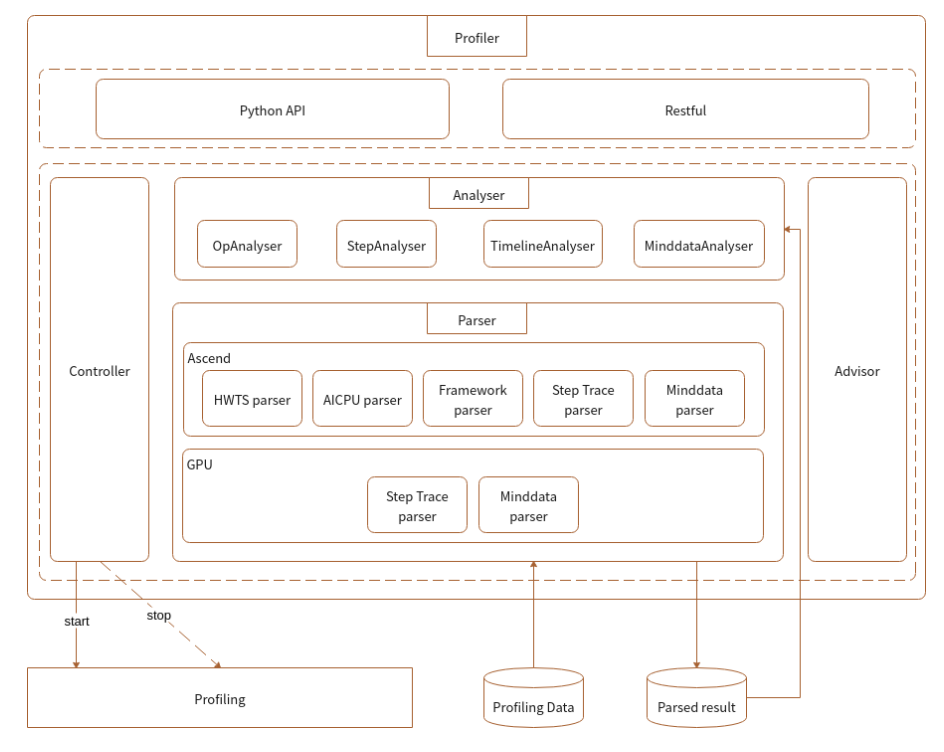 Profiler
Python API
Restful
Analyser
OpAnalyser
StepAnalyser
TimelineAnalyser
MinddataAnalyser
Controller
Advisor
Parser
Ascend
HWTS parser
AICPU parser
Framework
parser
Step Trace
parser
Minddata
parser
GPU
Step Trace
parser
Minddata
parser
start
stop
Profiling
Profiling Data
Parsed result